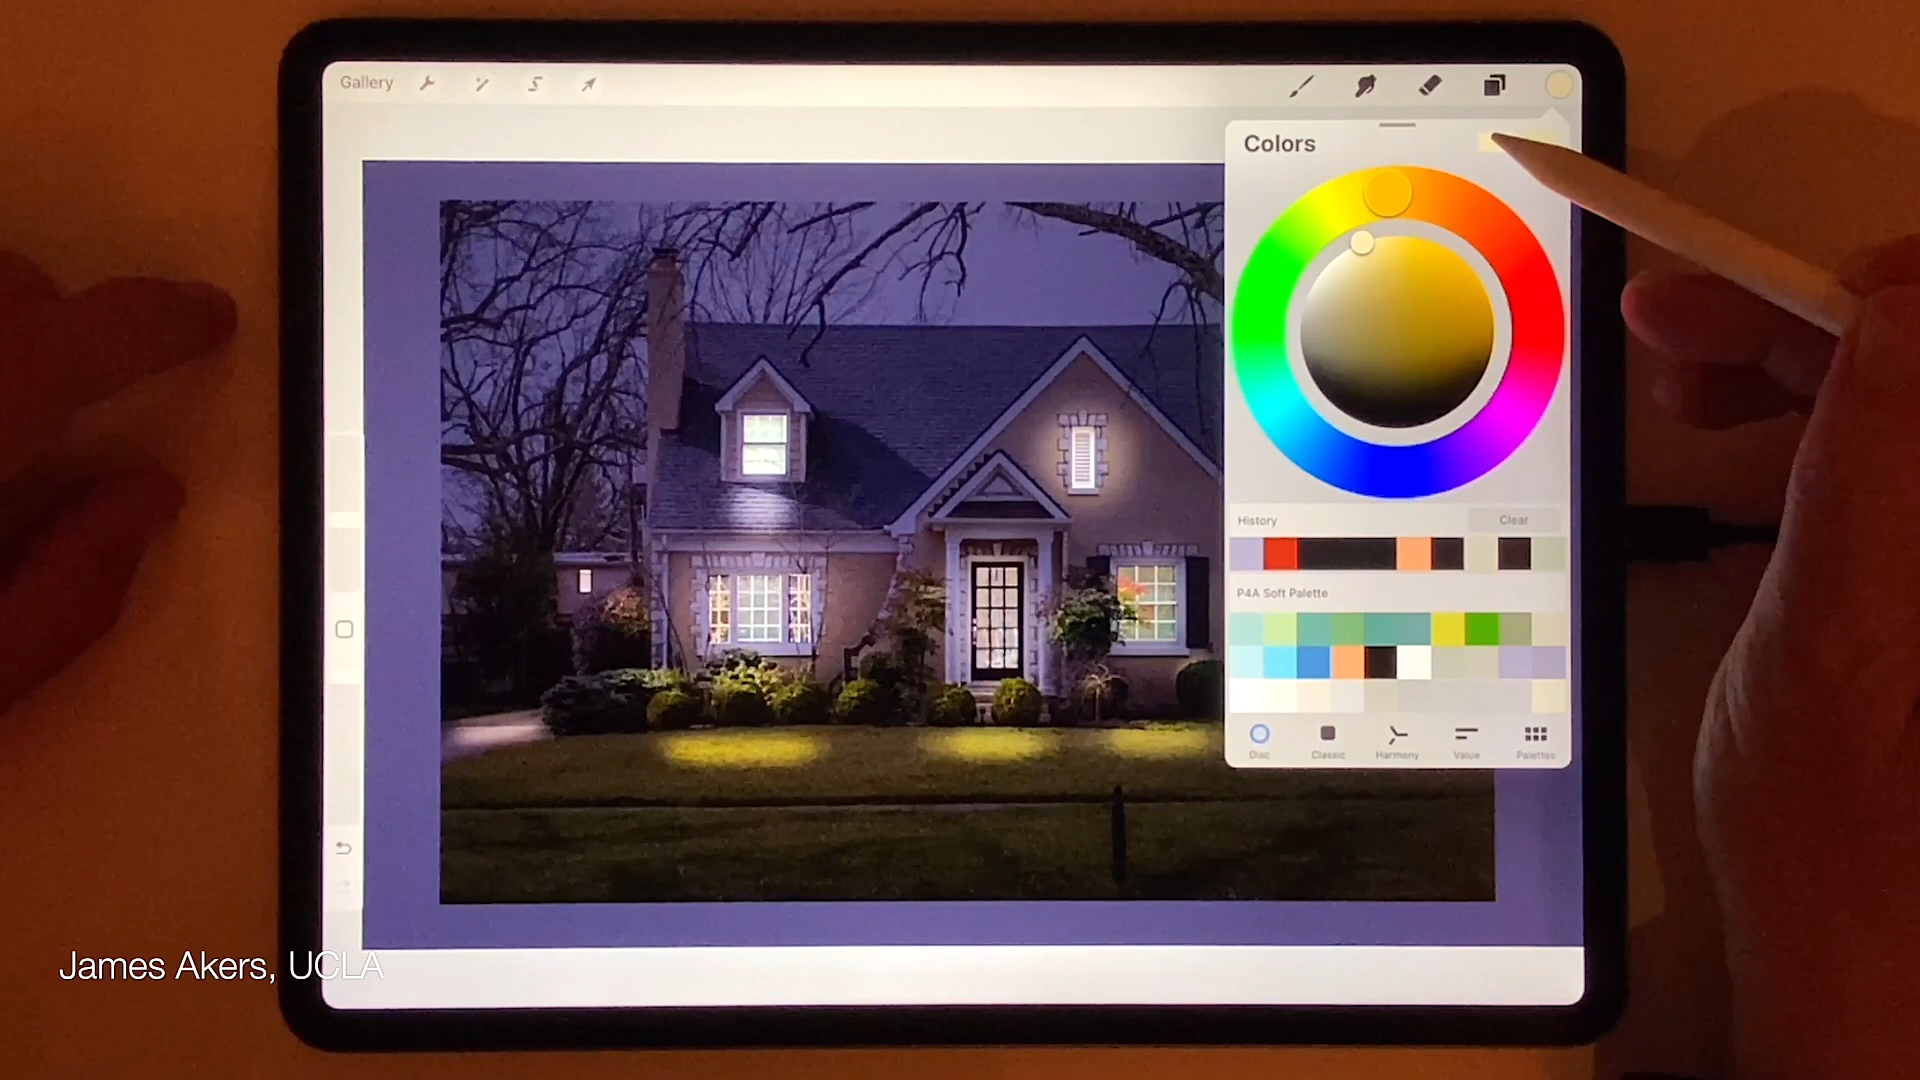 Gallery
Colors
History
Clear
P4A Soft Palette
Disc
Classic
Harmony
Value
Palettes
James Akers, UCLA